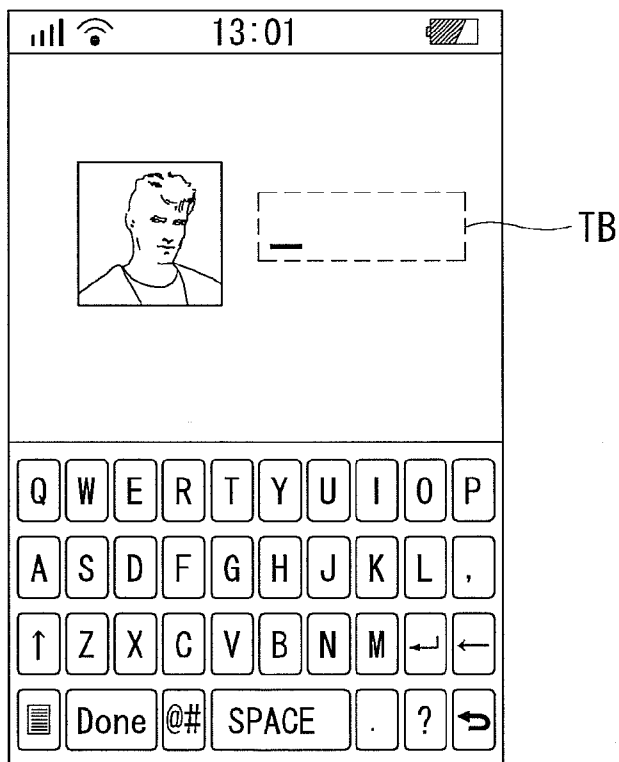 13:01
TB
Q W E R T Y U I O P
A S D F G H J K L ,
↑ Z X C V B N M ↵ ←
Done @# SPACE . ? ⮌